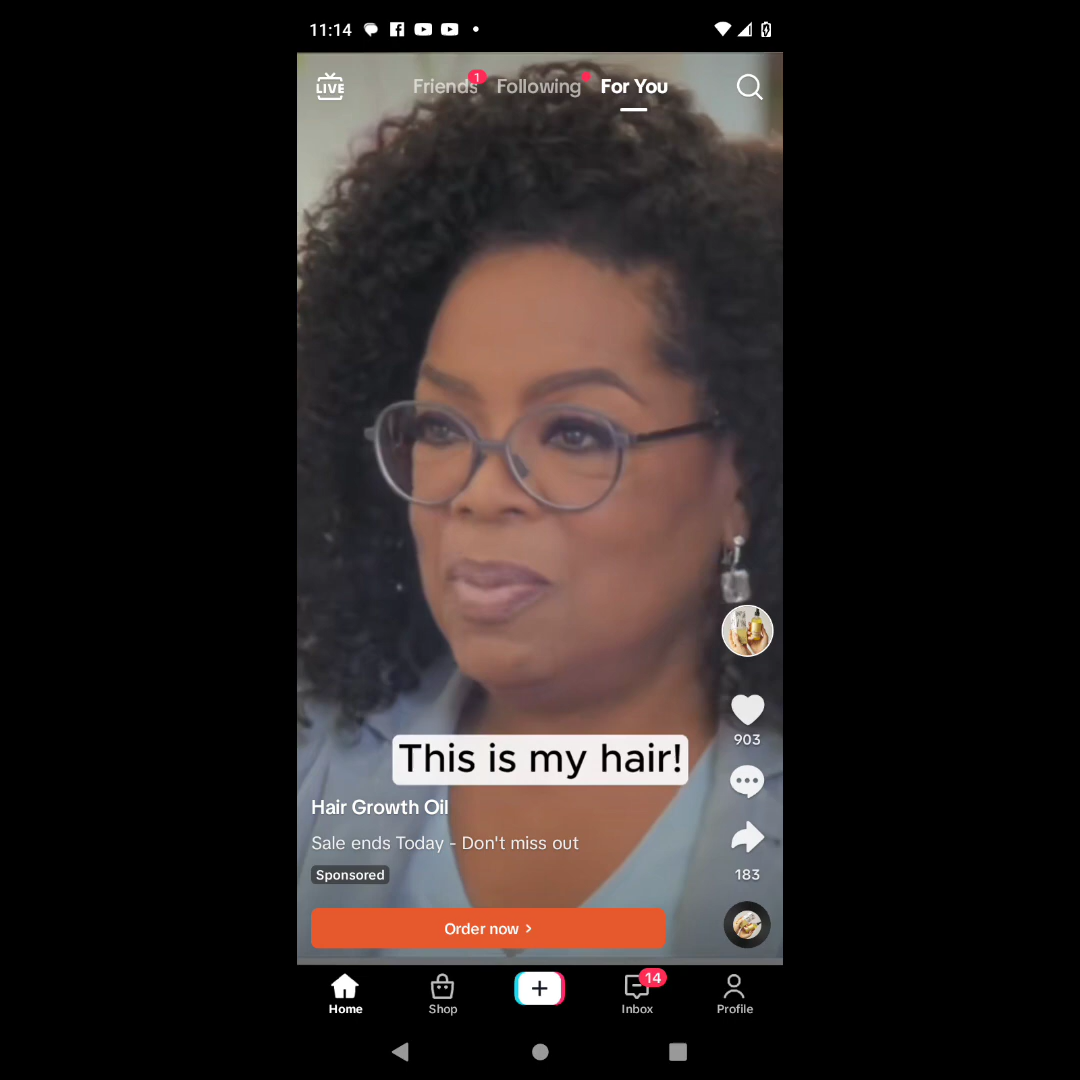 11:14
LIVE
Friends 1 Following For You
This is my hair!
903
Hair Growth Oil
Sale ends Today - Don't miss out
Sponsored
183
Order now
14
Home Shop Inbox Profile